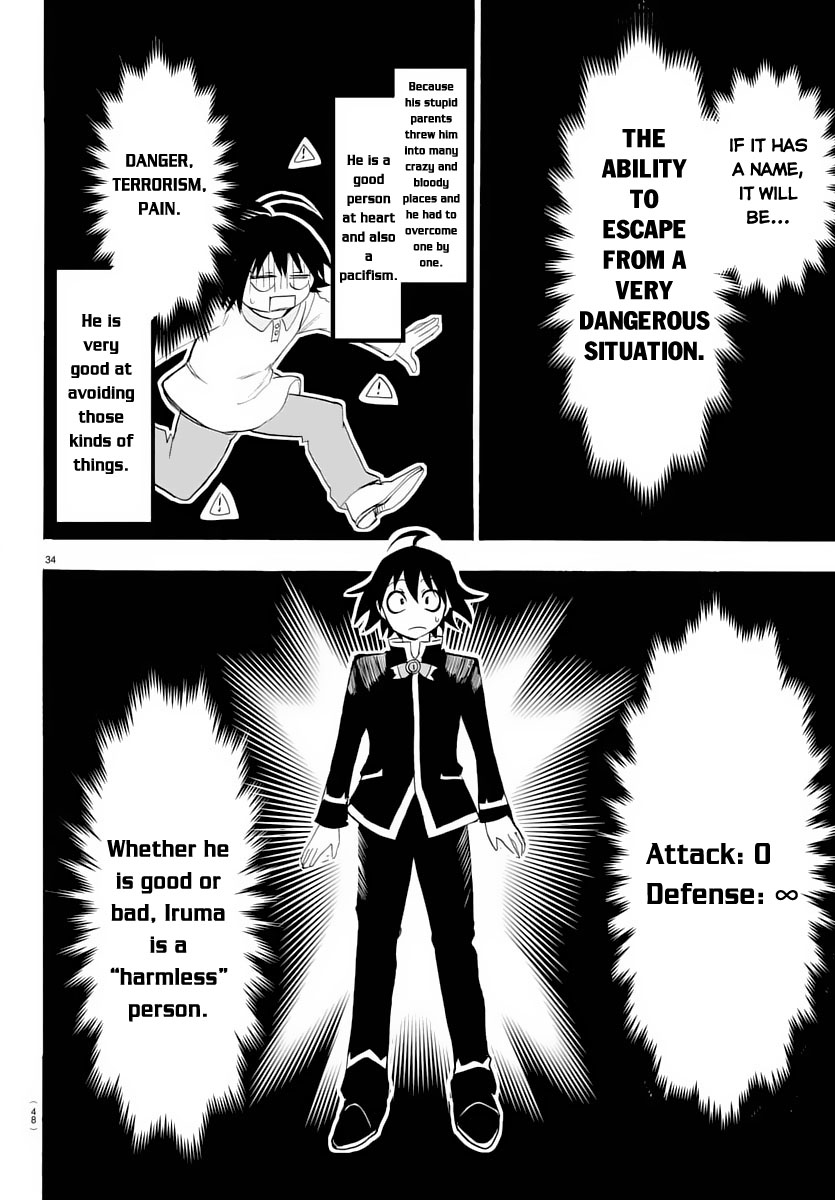 IF IT HAS
A NAME,
IT WILL
BE...
THE
ABILITY
TO
ESCAPE
FROM A
VERY
DANGEROUS
SITUATION.
Because
his stupid
parents
threw him
into many
crazy and
bloody
places and
he had to
overcome
one by
one.
He is a
good
person
at heart
and also
a
pacifism.
DANGER,
TERRORISM,
PAIN.
He is
very
good at
avoiding
those
kinds of
things.
!
!
!
34
Attack: 0
Defense: ∞
Whether he
is good or
bad, Iruma
is a
“harmless”
person.
(48)